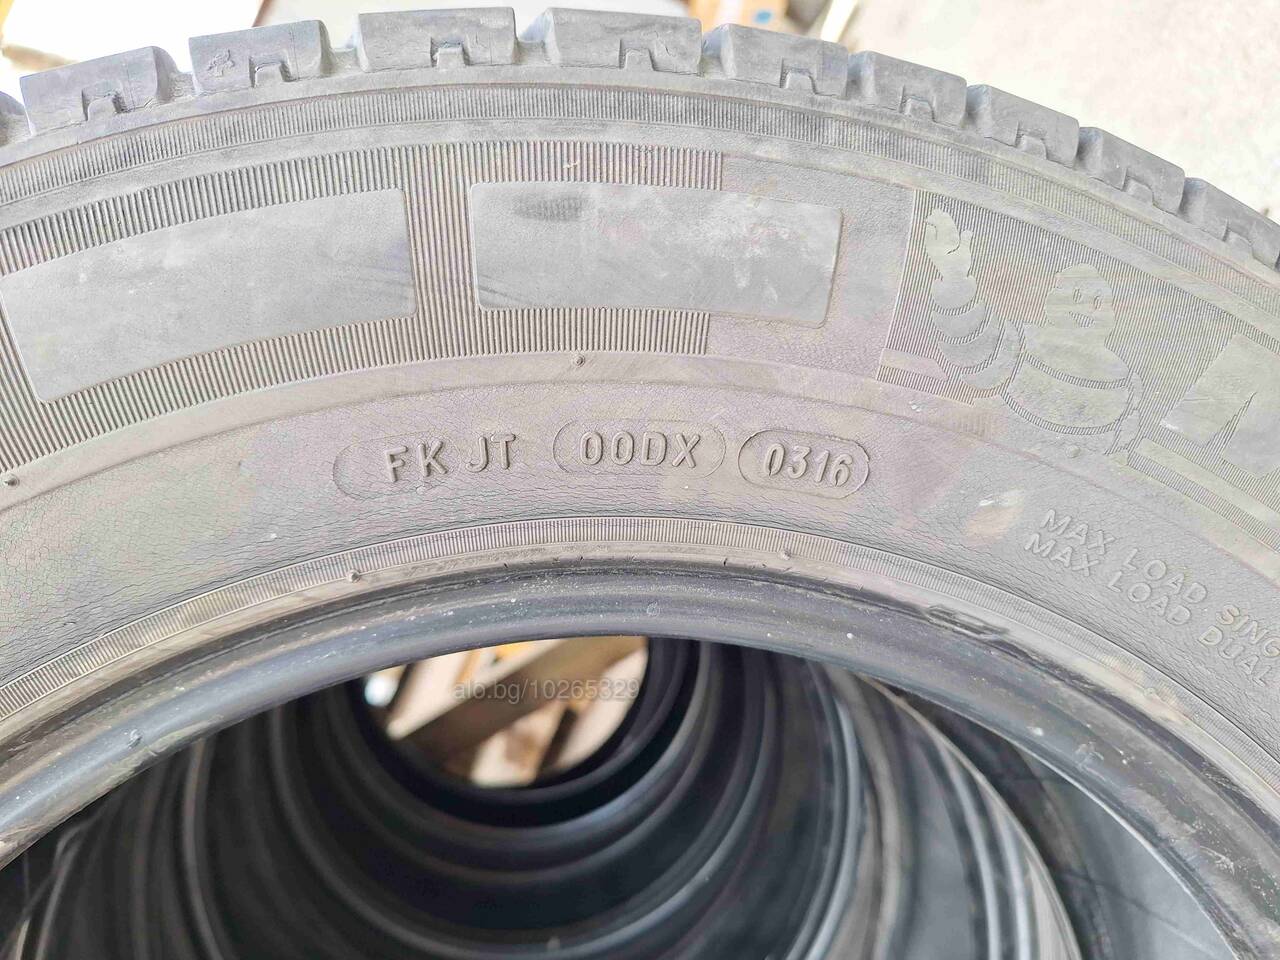 FK JT 00DX 0316
MAX LOAD SING
MAX LOAD DUAL
alo.bg/10265329